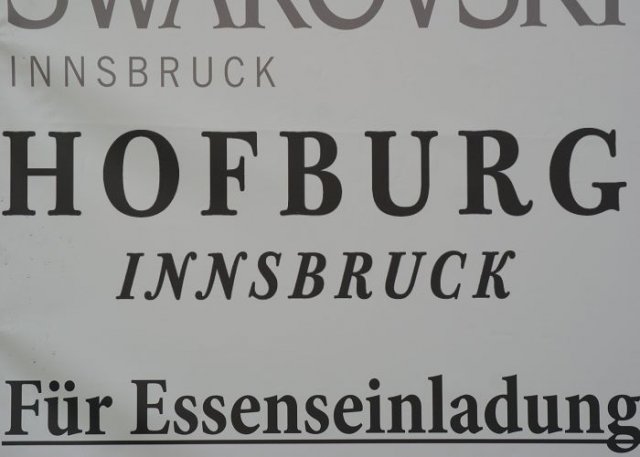 SWAROVSKI
INNSBRUCK
HOFBURG
INNSBRUCK
Für Essenseinladung